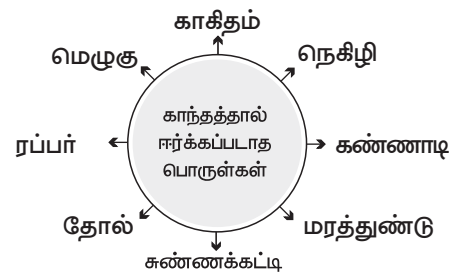 காகிதம்
நெகிழி
கண்ணாடி
மரத்துண்டு
சுண்ணக்கட்டி
தோல்
ரப்பர்
மெழுகு
காந்தத்தால்
ஈர்க்கப்படாத
பொருள்கள்